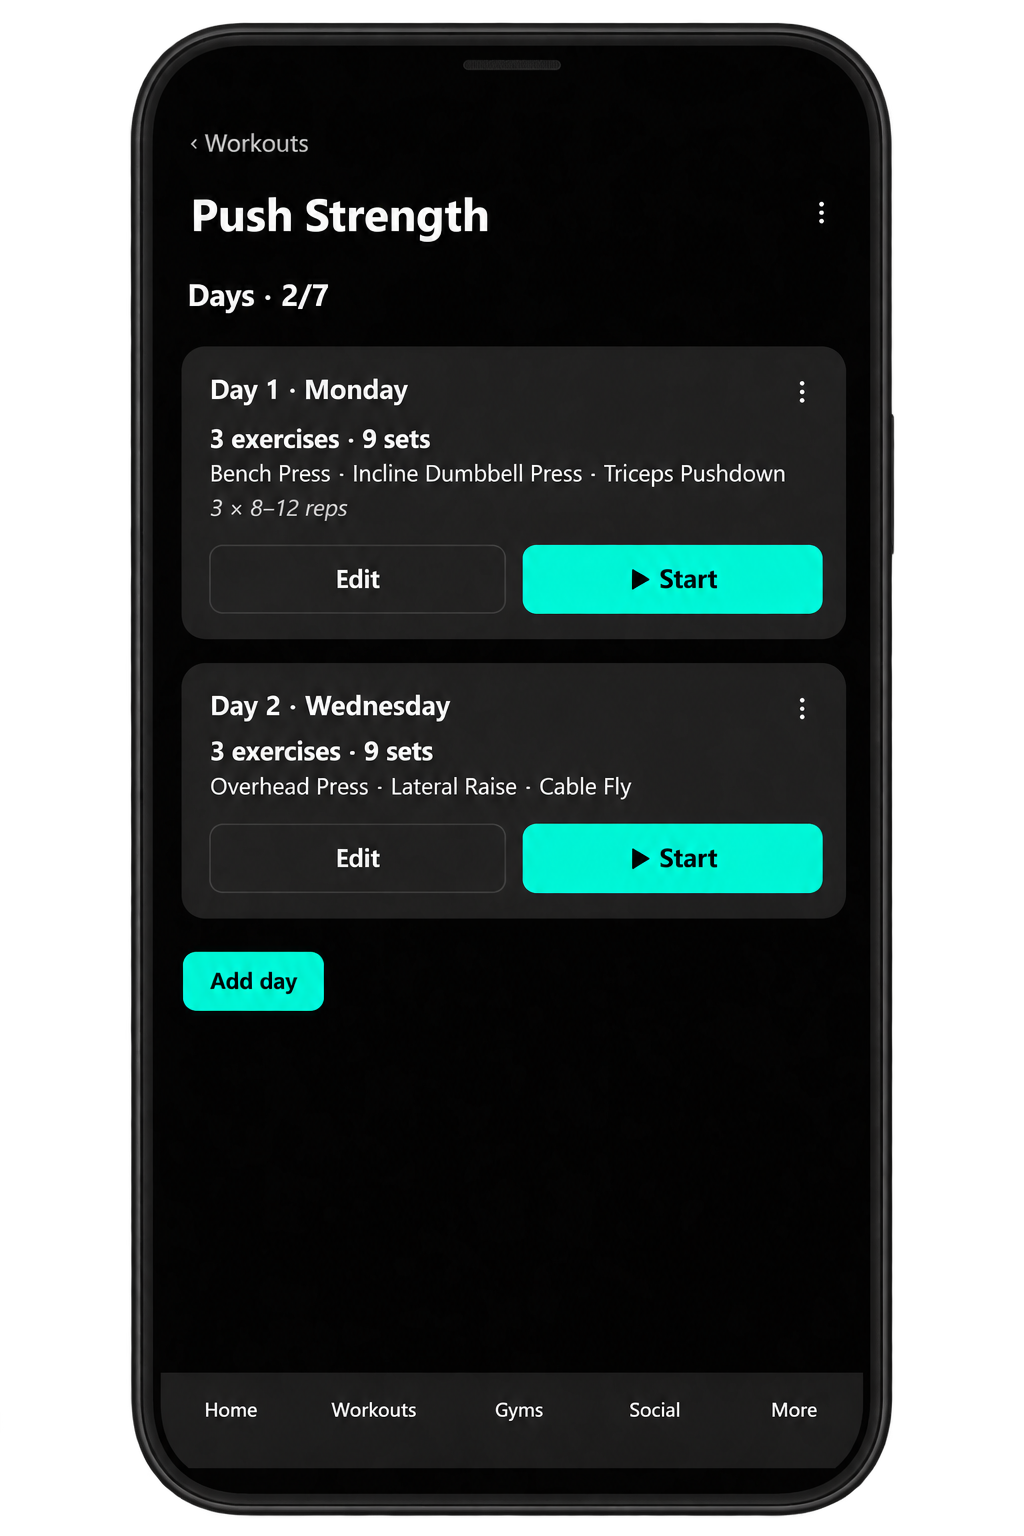 ‹ Workouts
Push Strength
Days · 2/7
Day 1 · Monday
3 exercises · 9 sets
Bench Press · Incline Dumbbell Press · Triceps Pushdown
3 × 8–12 reps
Edit
Start
Day 2 · Wednesday
3 exercises · 9 sets
Overhead Press · Lateral Raise · Cable Fly
Edit
Start
Add day
Home Workouts Gyms Social More